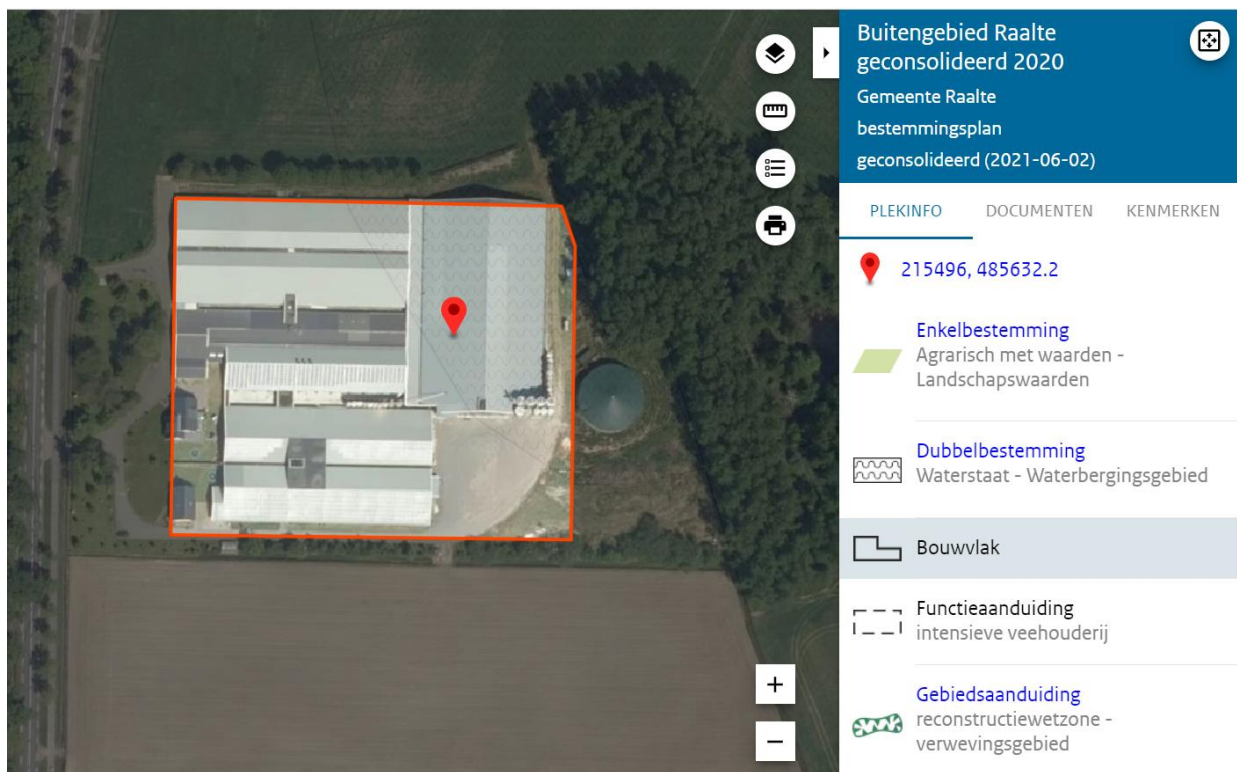 Buitengebied Raalte
geconsolideerd 2020
Gemeente Raalte
bestemmingsplan
geconsolideerd (2021-06-02)
PLEKINFO DOCUMENTEN KENMERKEN
215496, 485632.2
Enkelbestemming
Agrarisch met waarden -
Landschapswaarden
Dubbelbestemming
Waterstaat - Waterbergingsgebied
Bouwvlak
Functieaanduiding
intensieve veehouderij
Gebiedsaanduiding
reconstructiewetzone -
verwevingsgebied